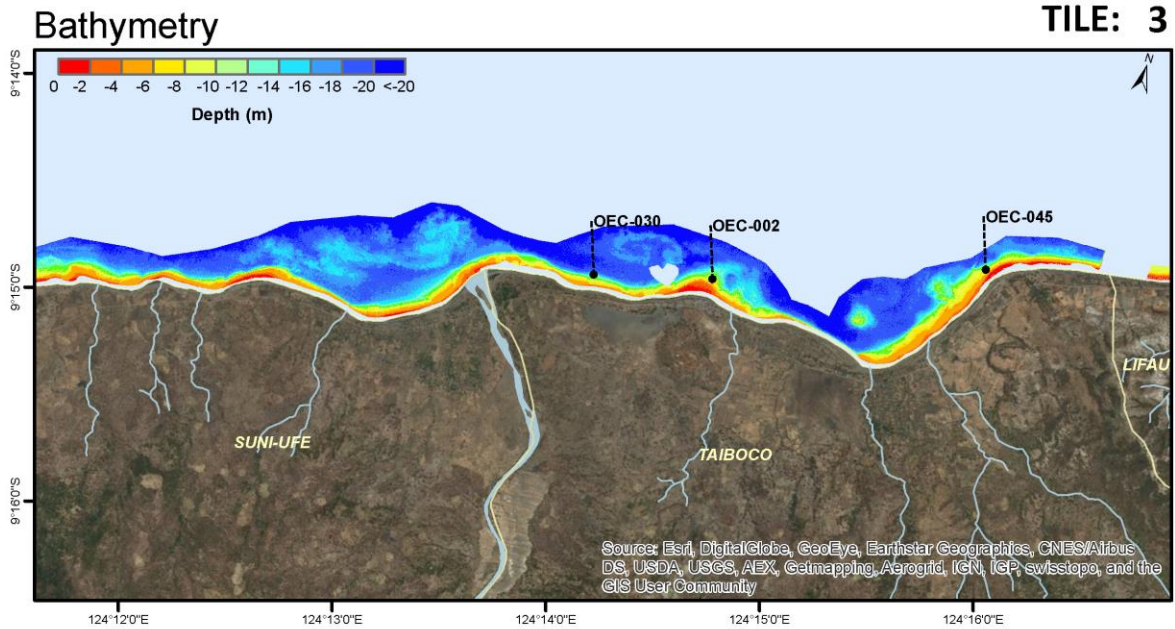 Bathymetry
TILE: 3
0 -2 -4 -6 -8 -10 -12 -14 -16 -18 -20 <-20
Depth (m)
N
9°14'0"S
9°15'0"S
9°16'0"S
OEC-030
OEC-002
OEC-045
LIFAU
SUNI-UFE
TAIBOCO
Source: Esri, DigitalGlobe, GeoEye, Earthstar Geographics, CNES/Airbus
DS, USDA, USGS, AEX, Getmapping, Aerogrid, IGN, IGP, swisstopo, and the
GIS User Community
124°12'0"E 124°13'0"E 124°14'0"E 124°15'0"E 124°16'0"E